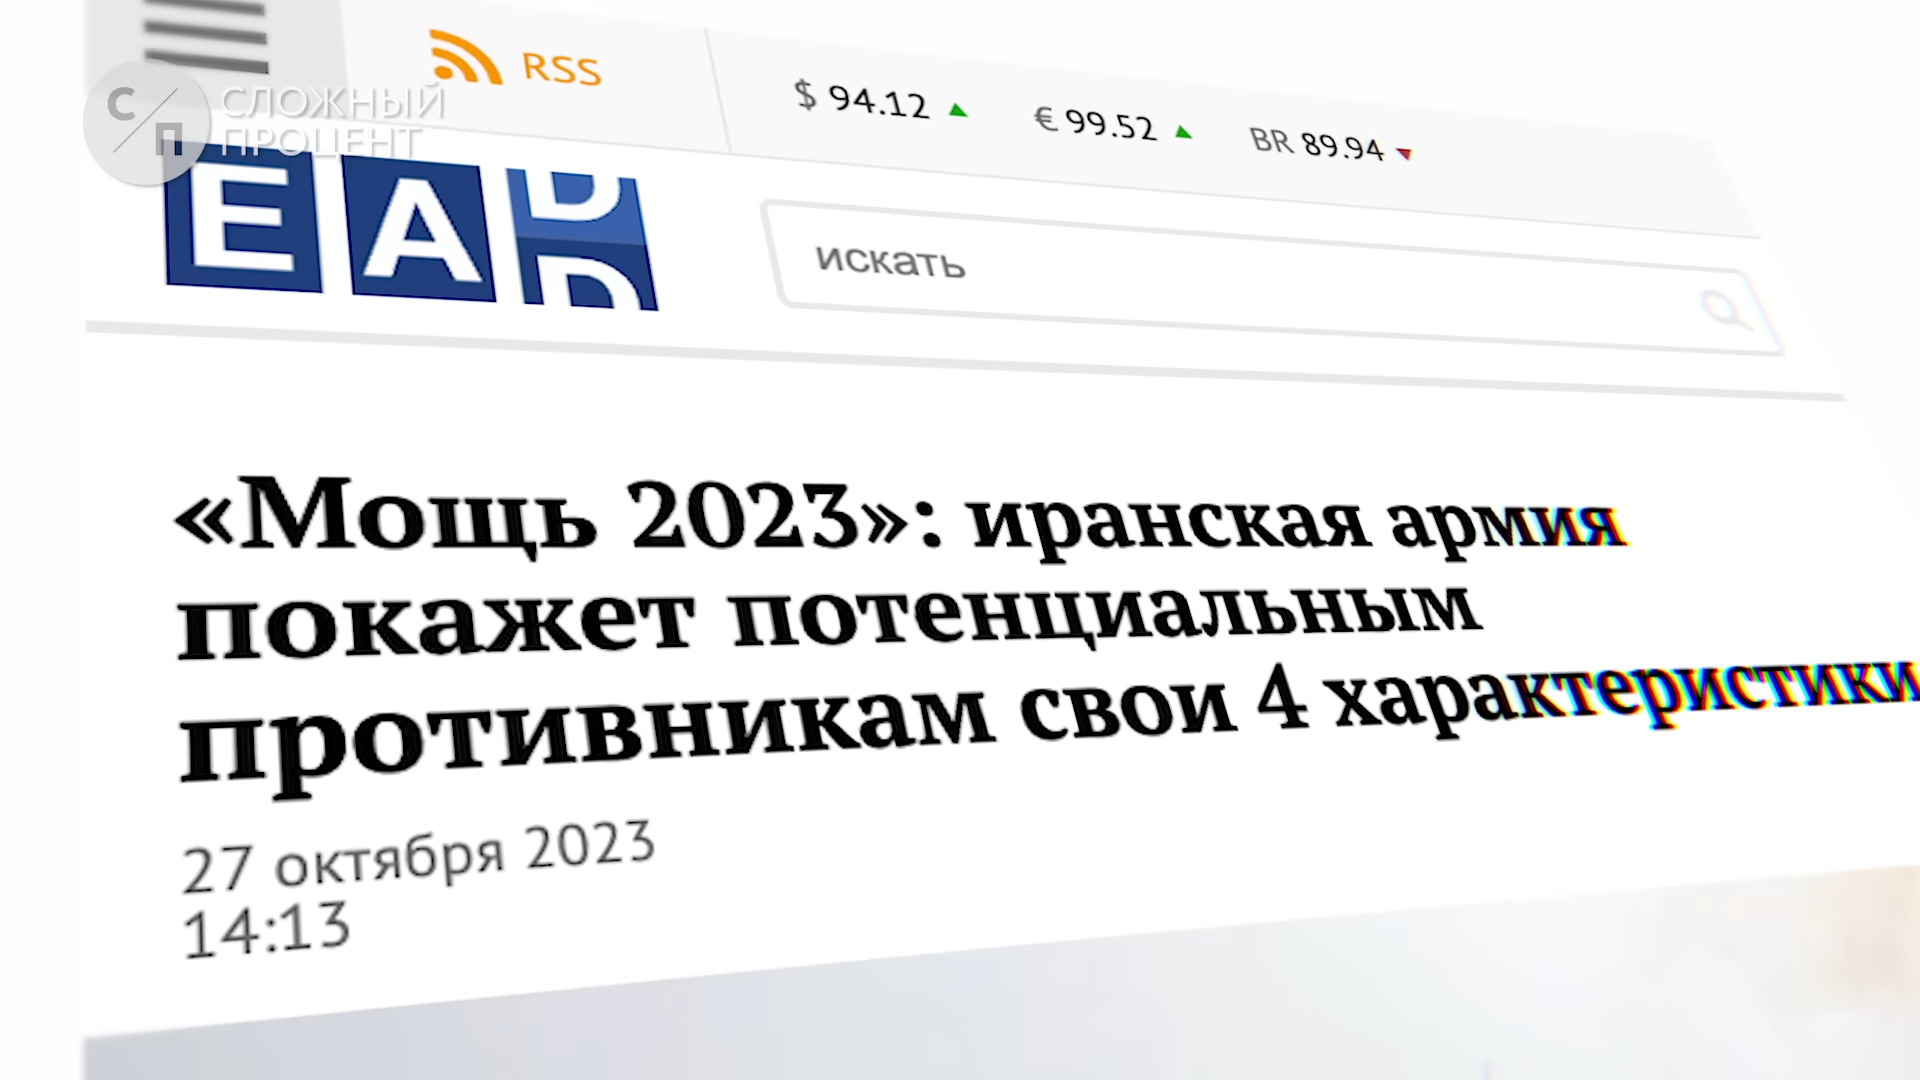 RSS
$ 94.12 € 99.52 BR 89.94
С/П СЛОЖНЫЙ
ПРОЦЕНТ
ЕА
искать
«Мощь 2023»: иранская армия
покажет потенциальным
противникам свои 4 характеристики
27 октября 2023
14:13